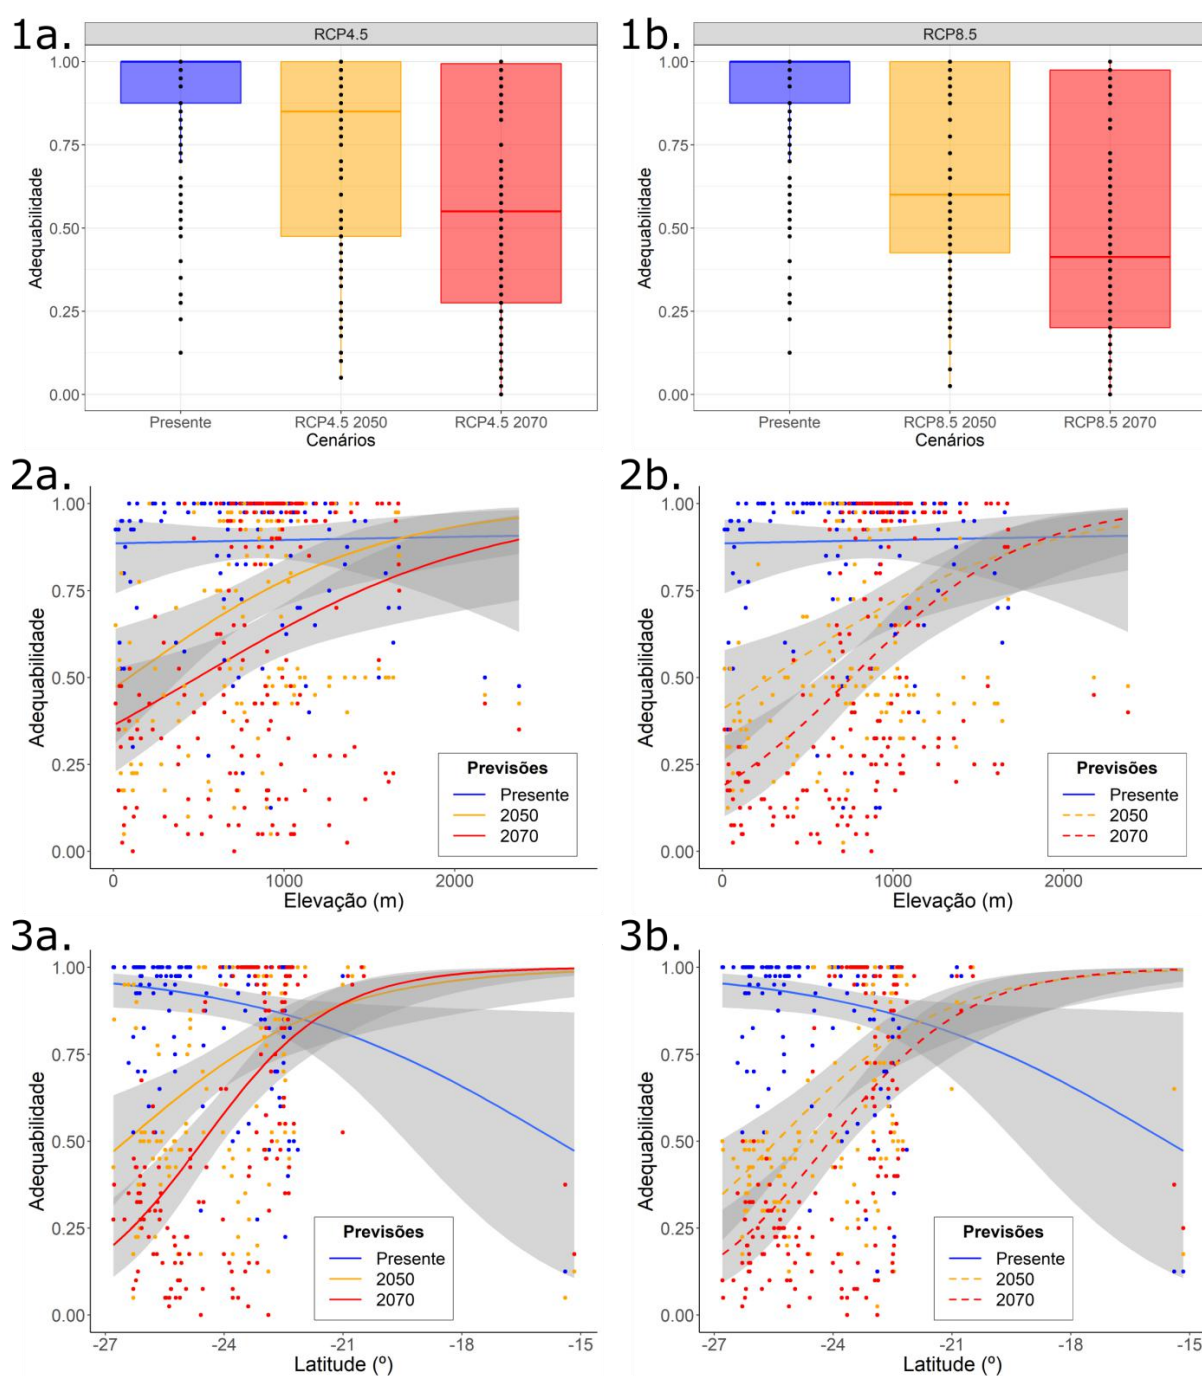 1a.
RCP4.5
1.00
0.75
0.50
0.25
0.00
Adequabilidade
Presente
RCP4.5 2050
RCP4.5 2070
Cenários
1b.
RCP8.5
1.00
0.75
0.50
0.25
0.00
Adequabilidade
Presente
RCP8.5 2050
RCP8.5 2070
Cenários
2a.
1.00
0.75
0.50
0.25
0.00
Adequabilidade
Previsões
Presente
2050
2070
0
1000
2000
Elevação (m)
2b.
1.00
0.75
0.50
0.25
0.00
Adequabilidade
Previsões
Presente
2050
2070
0
1000
2000
Elevação (m)
3a.
1.00
0.75
0.50
0.25
0.00
Adequabilidade
Previsões
Presente
2050
2070
-27
-24
-21
-18
-15
Latitude (º)
3b.
1.00
0.75
0.50
0.25
0.00
Adequabilidade
Previsões
Presente
2050
2070
-27
-24
-21
-18
-15
Latitude (º)